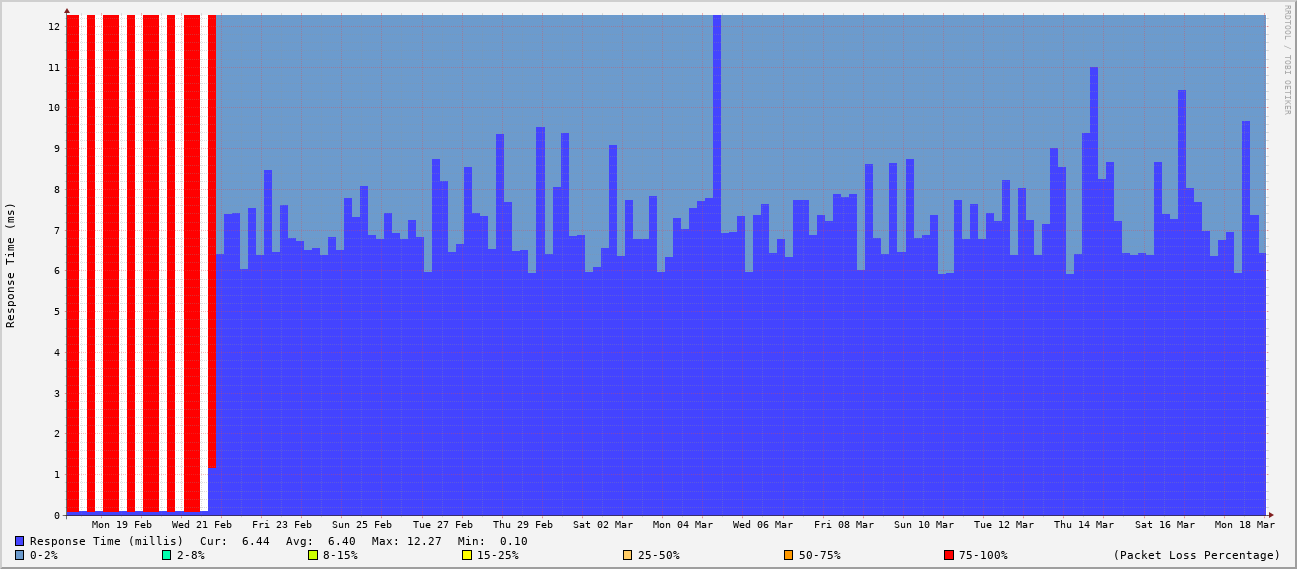 RRDTOOL / TOBI OETIKER
Response Time (ms)
12
11
10
9
8
7
6
5
4
3
2
1
0
Mon 19 Feb Wed 21 Feb Fri 23 Feb Sun 25 Feb Tue 27 Feb Thu 29 Feb Sat 02 Mar Mon 04 Mar Wed 06 Mar Fri 08 Mar Sun 10 Mar Tue 12 Mar Thu 14 Mar Sat 16 Mar Mon 18 Mar
Response Time (millis) Cur: 6.44 Avg: 6.40 Max: 12.27 Min: 0.10
0-2% 2-8% 8-15% 15-25% 25-50% 50-75% 75-100% (Packet Loss Percentage)